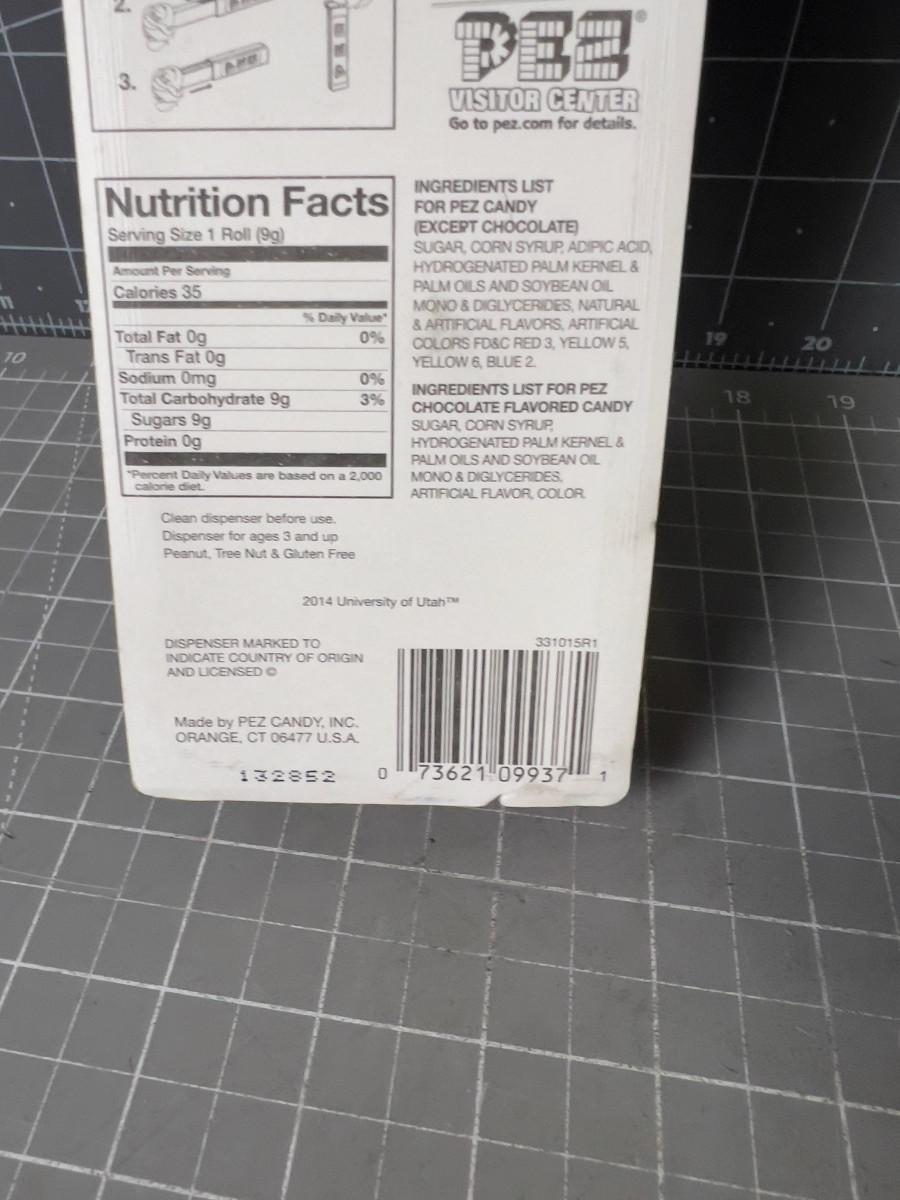 2.
3.
PEZ®
VISITOR CENTER
Go to pez.com for details.
Nutrition Facts
Serving Size 1 Roll (9g)
Amount Per Serving
Calories 35
% Daily Value*
Total Fat 0g 0%
Trans Fat 0g
Sodium 0mg 0%
Total Carbohydrate 9g 3%
Sugars 9g
Protein 0g
*Percent Daily Values are based on a 2,000
calorie diet.
INGREDIENTS LIST
FOR PEZ CANDY
(EXCEPT CHOCOLATE)
SUGAR, CORN SYRUP, ADIPIC ACID,
HYDROGENATED PALM KERNEL &
PALM OILS AND SOYBEAN OIL
MONO & DIGLYCERIDES, NATURAL
& ARTIFICIAL FLAVORS, ARTIFICIAL
COLORS FD&C RED 3, YELLOW 5,
YELLOW 6, BLUE 2.
INGREDIENTS LIST FOR PEZ
CHOCOLATE FLAVORED CANDY
SUGAR, CORN SYRUP,
HYDROGENATED PALM KERNEL &
PALM OILS AND SOYBEAN OIL
MONO & DIGLYCERIDES,
ARTIFICIAL FLAVOR, COLOR.
Clean dispenser before use.
Dispenser for ages 3 and up
Peanut, Tree Nut & Gluten Free
2014 University of Utah™
DISPENSER MARKED TO
INDICATE COUNTRY OF ORIGIN
AND LICENSED ©
Made by PEZ CANDY, INC.
ORANGE, CT 06477 U.S.A.
132852
331015R1
0 73621 09937 1
10
19 20
18 19